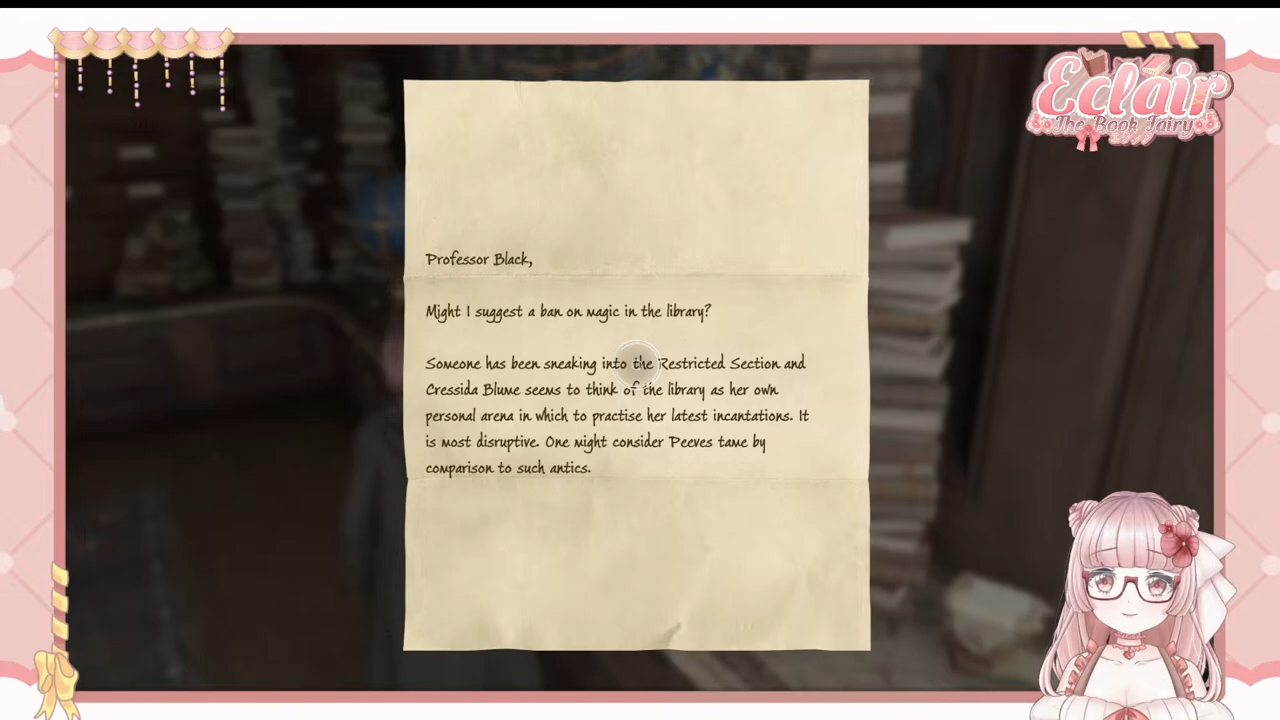 Eclair
The Book Fairy
Professor Black,
Might I suggest a ban on magic in the library?
Someone has been sneaking into the Restricted Section and
Cressida Blume seems to think of the library as her own
personal arena in which to practise her latest incantations. It
is most disruptive. One might consider Peeves tame by
comparison to such antics.